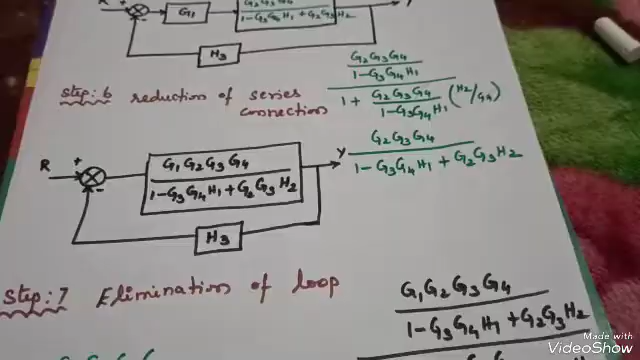 R + - G1 G2G3G4 / 1-G3G4H1+G2G3H2 Y
H3
G2G3G4 / 1-G3G4H1
Step: 6 reduction of series connection
1 + G2G3G4 / 1-G3G4H1 (H2/G4)
R + - G1G2G3G4 / 1-G3G4H1+G2G3H2 Y
G2G3G4 / 1-G3G4H1+G2G3H2
H3
Step: 7 Elimination of loop
G1G2G3G4 / 1-G3G4H1+G2G3H2
Made with
VideoShow